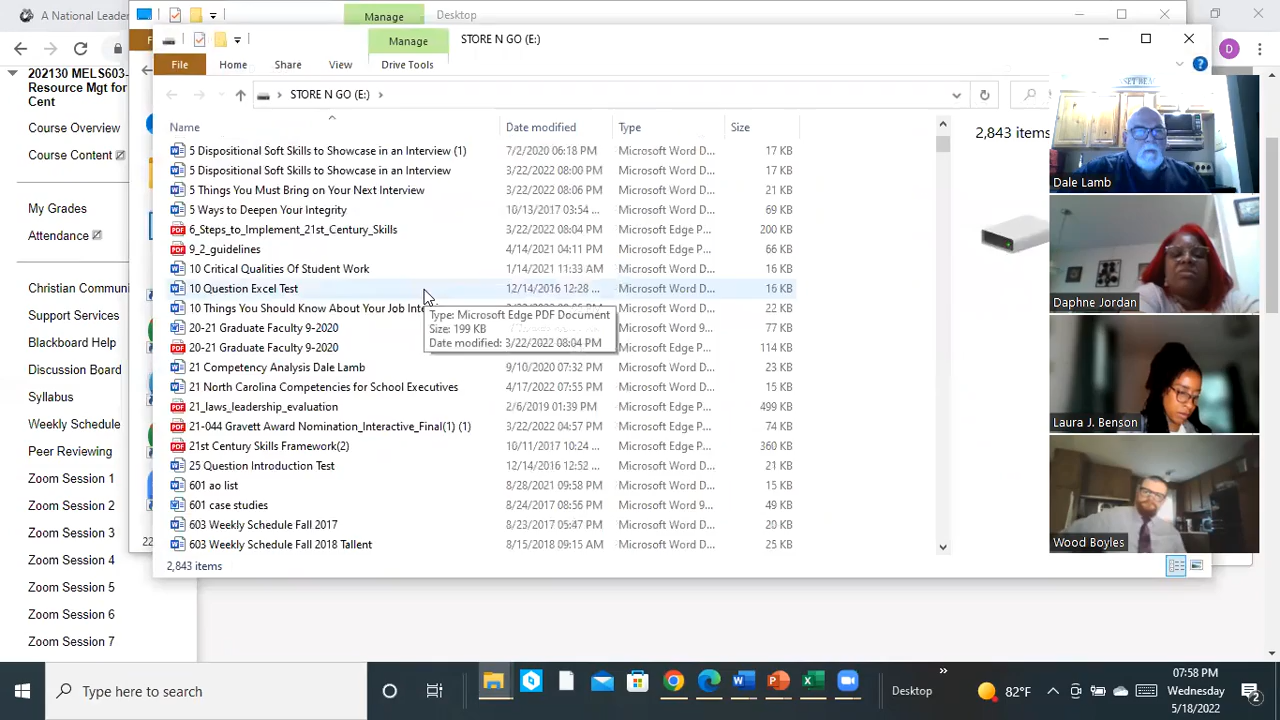 A National Leader
Manage
Desktop
Manage
STORE N GO (E:)
File
Home
Share
View
Drive Tools
STORE N GO (E:)
D
202130 MELS603-
Resource Mgt for
Cent
Course Overview
Course Content
My Grades
Attendance
Christian Communi
Support Services
Blackboard Help
Discussion Board
Syllabus
Weekly Schedule
Peer Reviewing
Zoom Session 1
Zoom Session 2
Zoom Session 3
Zoom Session 4
Zoom Session 5
Zoom Session 6
Zoom Session 7
Name Date modified Type Size
5 Dispositional Soft Skills to Showcase in an Interview (1) 7/2/2020 06:18 PM Microsoft Word D... 17 KB
5 Dispositional Soft Skills to Showcase in an Interview 3/22/2022 08:00 PM Microsoft Word D... 17 KB
5 Things You Must Bring on Your Next Interview 3/22/2022 08:06 PM Microsoft Word D... 21 KB
5 Ways to Deepen Your Integrity 10/13/2017 03:54 ... Microsoft Word D... 69 KB
6_Steps_to_Implement_21st_Century_Skills 3/22/2022 08:04 PM Microsoft Edge P... 200 KB
9_2_guidelines 4/14/2021 04:11 PM Microsoft Edge P... 66 KB
10 Critical Qualities Of Student Work 1/14/2021 11:33 AM Microsoft Word D... 16 KB
10 Question Excel Test 12/14/2016 12:28 ... Microsoft Word D... 16 KB
10 Things You Should Know About Your Job Microsoft Word D... 22 KB
Type: Microsoft Edge PDF Document
Size: 199 KB
Date modified: 3/22/2022 08:04 PM
20-21 Graduate Faculty 9-2020 Microsoft Word 9... 77 KB
20-21 Graduate Faculty 9-2020 Microsoft Edge P... 114 KB
21 Competency Analysis Dale Lamb 9/10/2020 07:32 PM Microsoft Word D... 23 KB
21 North Carolina Competencies for School Executives 4/17/2022 07:55 PM Microsoft Word D... 15 KB
21_laws_leadership_evaluation 2/6/2019 01:39 PM Microsoft Edge P... 499 KB
21-044 Gravett Award Nomination_Interactive_Final(1) (1) 3/22/2022 04:57 PM Microsoft Edge P... 74 KB
21st Century Skills Framework(2) 10/11/2017 10:24 ... Microsoft Edge P... 360 KB
25 Question Introduction Test 12/14/2016 12:52 ... Microsoft Word D... 21 KB
601 ao list 8/28/2021 09:58 PM Microsoft Word D... 15 KB
601 case studies 8/24/2017 08:56 PM Microsoft Word 9... 49 KB
603 Weekly Schedule Fall 2017 8/23/2017 05:47 PM Microsoft Word D... 20 KB
603 Weekly Schedule Fall 2018 Tallent 8/15/2018 09:15 AM Microsoft Word D... 25 KB
22
2,843 items
2,843 items
Dale Lamb
Daphne Jordan
Laura J. Benson
Wood Boyles
Type here to search
Desktop
82°F
07:58 PM
Wednesday
5/18/2022
2